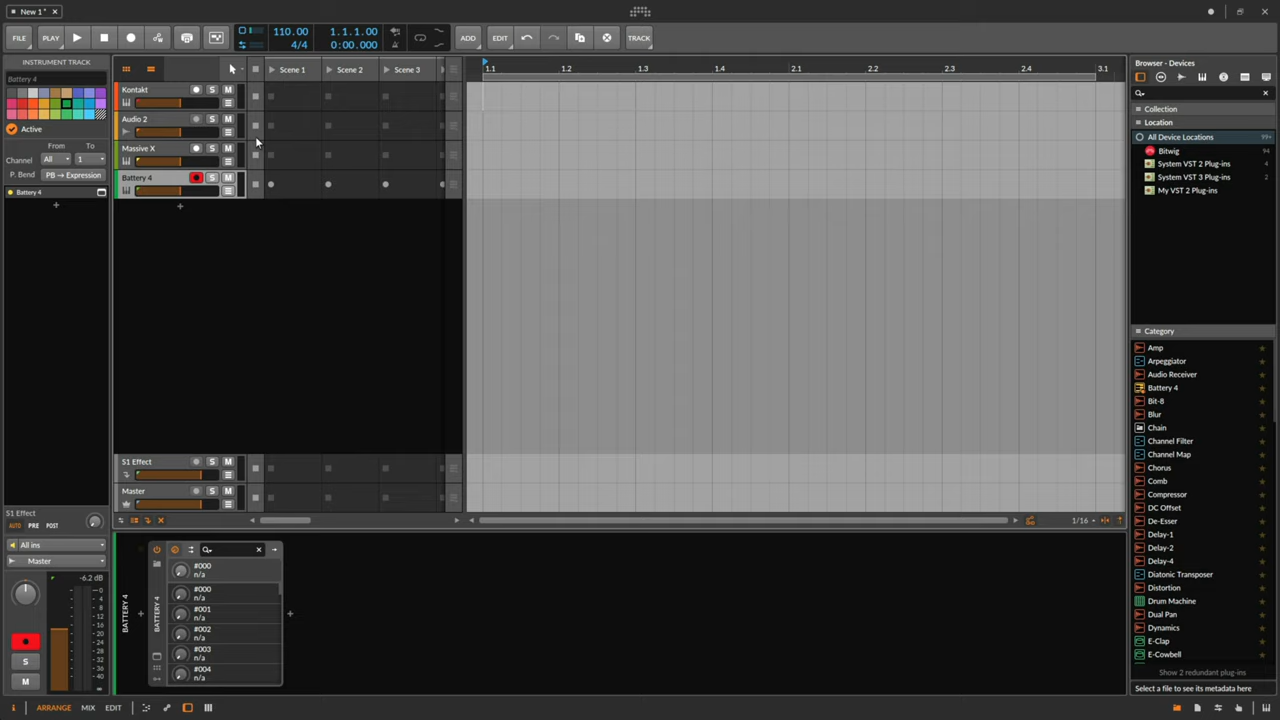 New 1 *
FILE
PLAY
110.00
4/4
1.1.1.00
0:00.000
ADD
EDIT
TRACK
INSTRUMENT TRACK
Battery 4
Active
From
To
Channel
All
1
P. Bend
PB → Expression
Battery 4
Scene 1
Scene 2
Scene 3
Kontakt
S
M
Audio 2
S
M
Massive X
S
M
Battery 4
S
M
+
1.1
1.2
1.3
1.4
2.1
2.2
2.3
2.4
3.1
S1 Effect
S
M
Master
S
M
1/16
S1 Effect
AUTO
PRE
POST
All ins
Master
-6.2 dB
S
M
BATTERY 4
BATTERY 4
#000
n/a
#000
n/a
#001
n/a
#002
n/a
#003
n/a
#004
n/a
ARRANGE
MIX
EDIT
Browser - Devices
Collection
Location
All Device Locations
99+
Bitwig
94
System VST 2 Plug-ins
4
System VST 3 Plug-ins
2
My VST 2 Plug-ins
Category
Amp
Arpeggiator
Audio Receiver
Battery 4
Bit-8
Blur
Chain
Channel Filter
Channel Map
Chorus
Comb
Compressor
DC Offset
De-Esser
Delay-1
Delay-2
Delay-4
Diatonic Transposer
Distortion
Drum Machine
Dual Pan
Dynamics
E-Clap
E-Cowbell
Show 2 redundant plug-ins
Select a file to see its metadata here